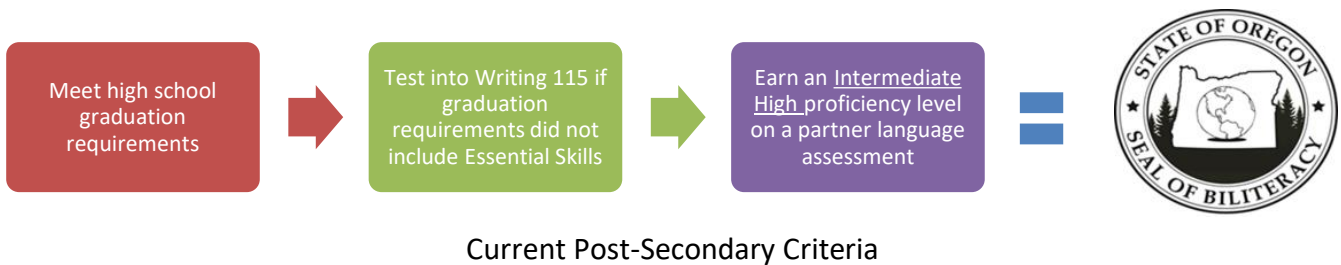 Meet high school
graduation
requirements
Test into Writing 115 if
graduation
requirements did not
include Essential Skills
Earn an Intermediate
High proficiency level
on a partner language
assessment
STATE OF OREGON
SEAL OF BILITERACY
Current Post-Secondary Criteria